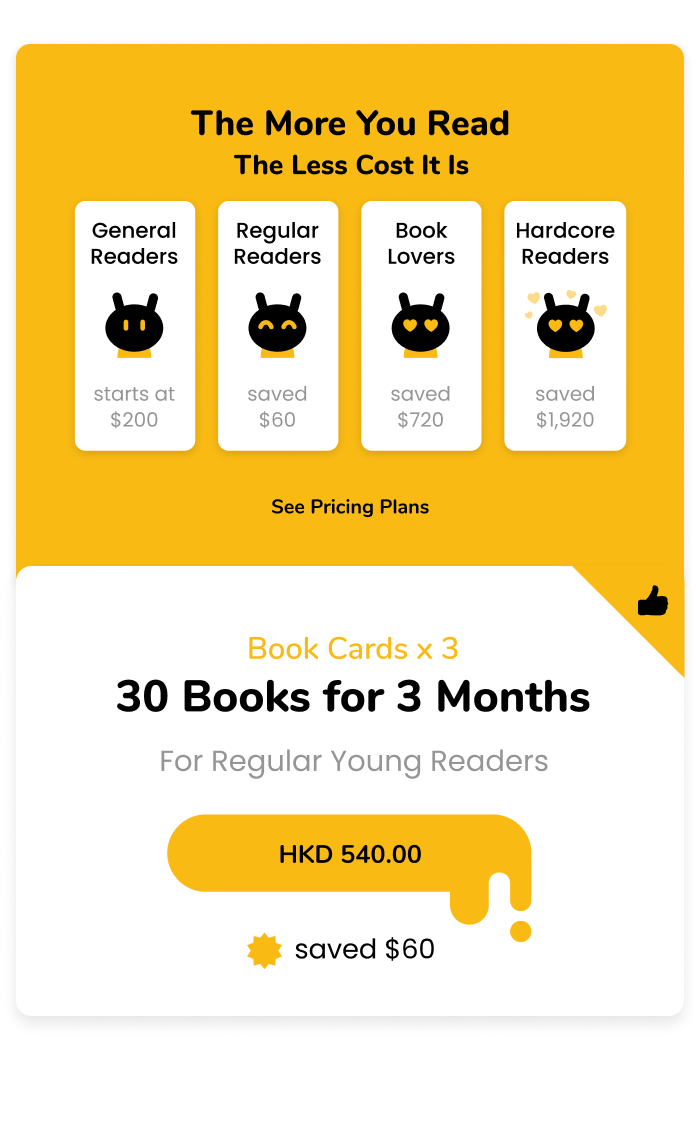 The More You Read
The Less Cost It Is
General
Readers
starts at
$200
Regular
Readers
saved
$60
Book
Lovers
saved
$720
Hardcore
Readers
saved
$1,920
See Pricing Plans
Book Cards x 3
30 Books for 3 Months
For Regular Young Readers
HKD 540.00
saved $60